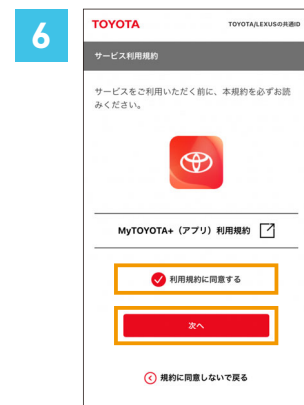 6
TOYOTA
TOYOTA/LEXUSの共通ID
サービス利用規約
サービスをご利用いただく前に、本規約を必ずお読
みください。
MyTOYOTA+（アプリ）利用規約
利用規約に同意する
次へ
規約に同意しないで戻る